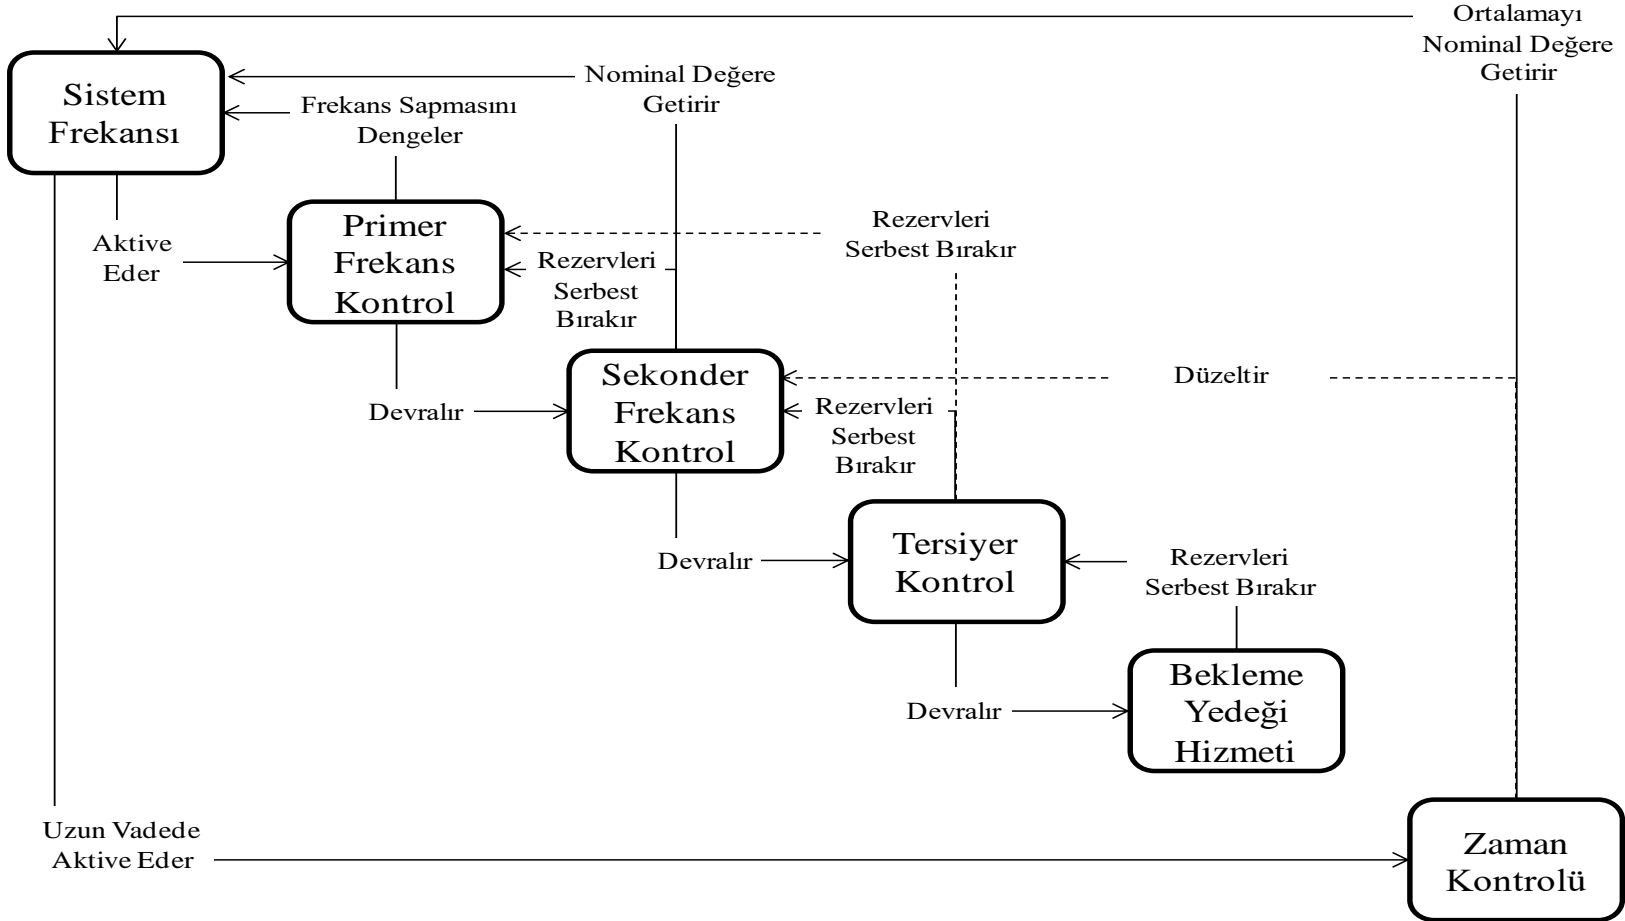 Ortalamayı
Nominal Değere
Getirir
Sistem
Frekansı
Nominal Değere
Getirir
Frekans Sapmasını
Dengeler
Aktive
Eder
Primer
Frekans
Kontrol
Rezervleri
Serbest
Bırakır
Rezervleri
Serbest Bırakır
Devralır
Sekonder
Frekans
Kontrol
Rezervleri
Serbest
Bırakır
Düzeltir
Devralır
Tersiyer
Kontrol
Rezervleri
Serbest Bırakır
Devralır
Bekleme
Yedeği
Hizmeti
Uzun Vadede
Aktive Eder
Zaman
Kontrolü